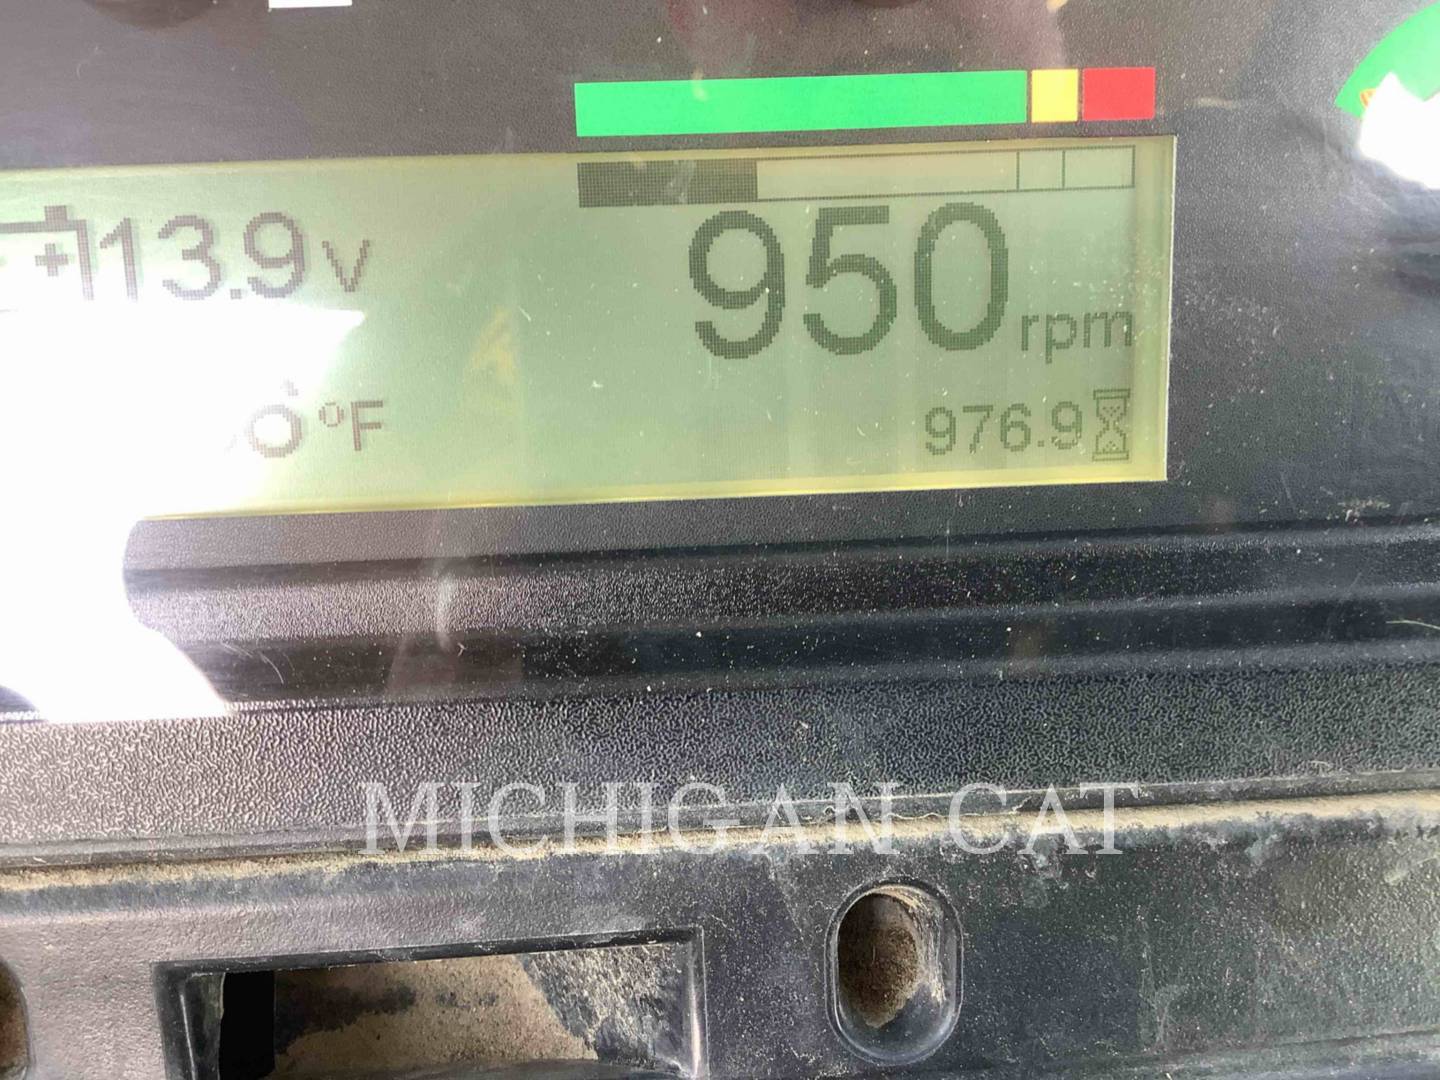 13.9V
950 rpm
°F
976.9
MICHIGAN CAT